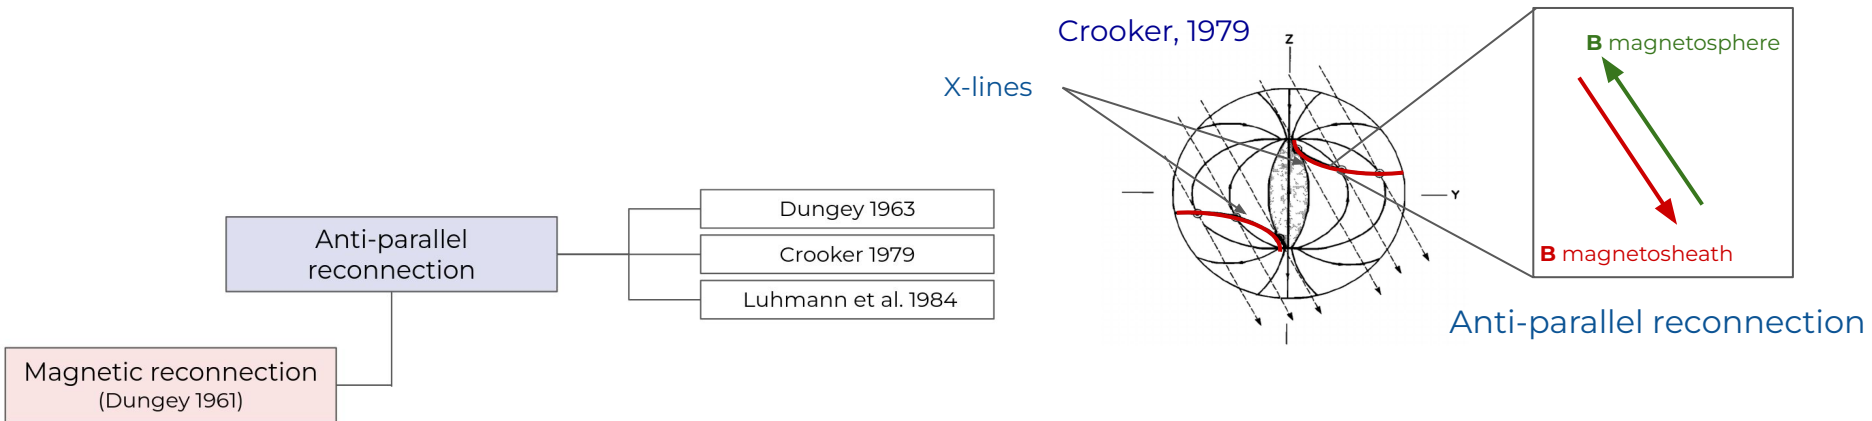 Crooker, 1979
Z
B magnetosphere
X-lines
Y
Dungey 1963
Anti-parallel
reconnection
Crooker 1979
B magnetosheath
Luhmann et al. 1984
Anti-parallel reconnection
Magnetic reconnection
(Dungey 1961)